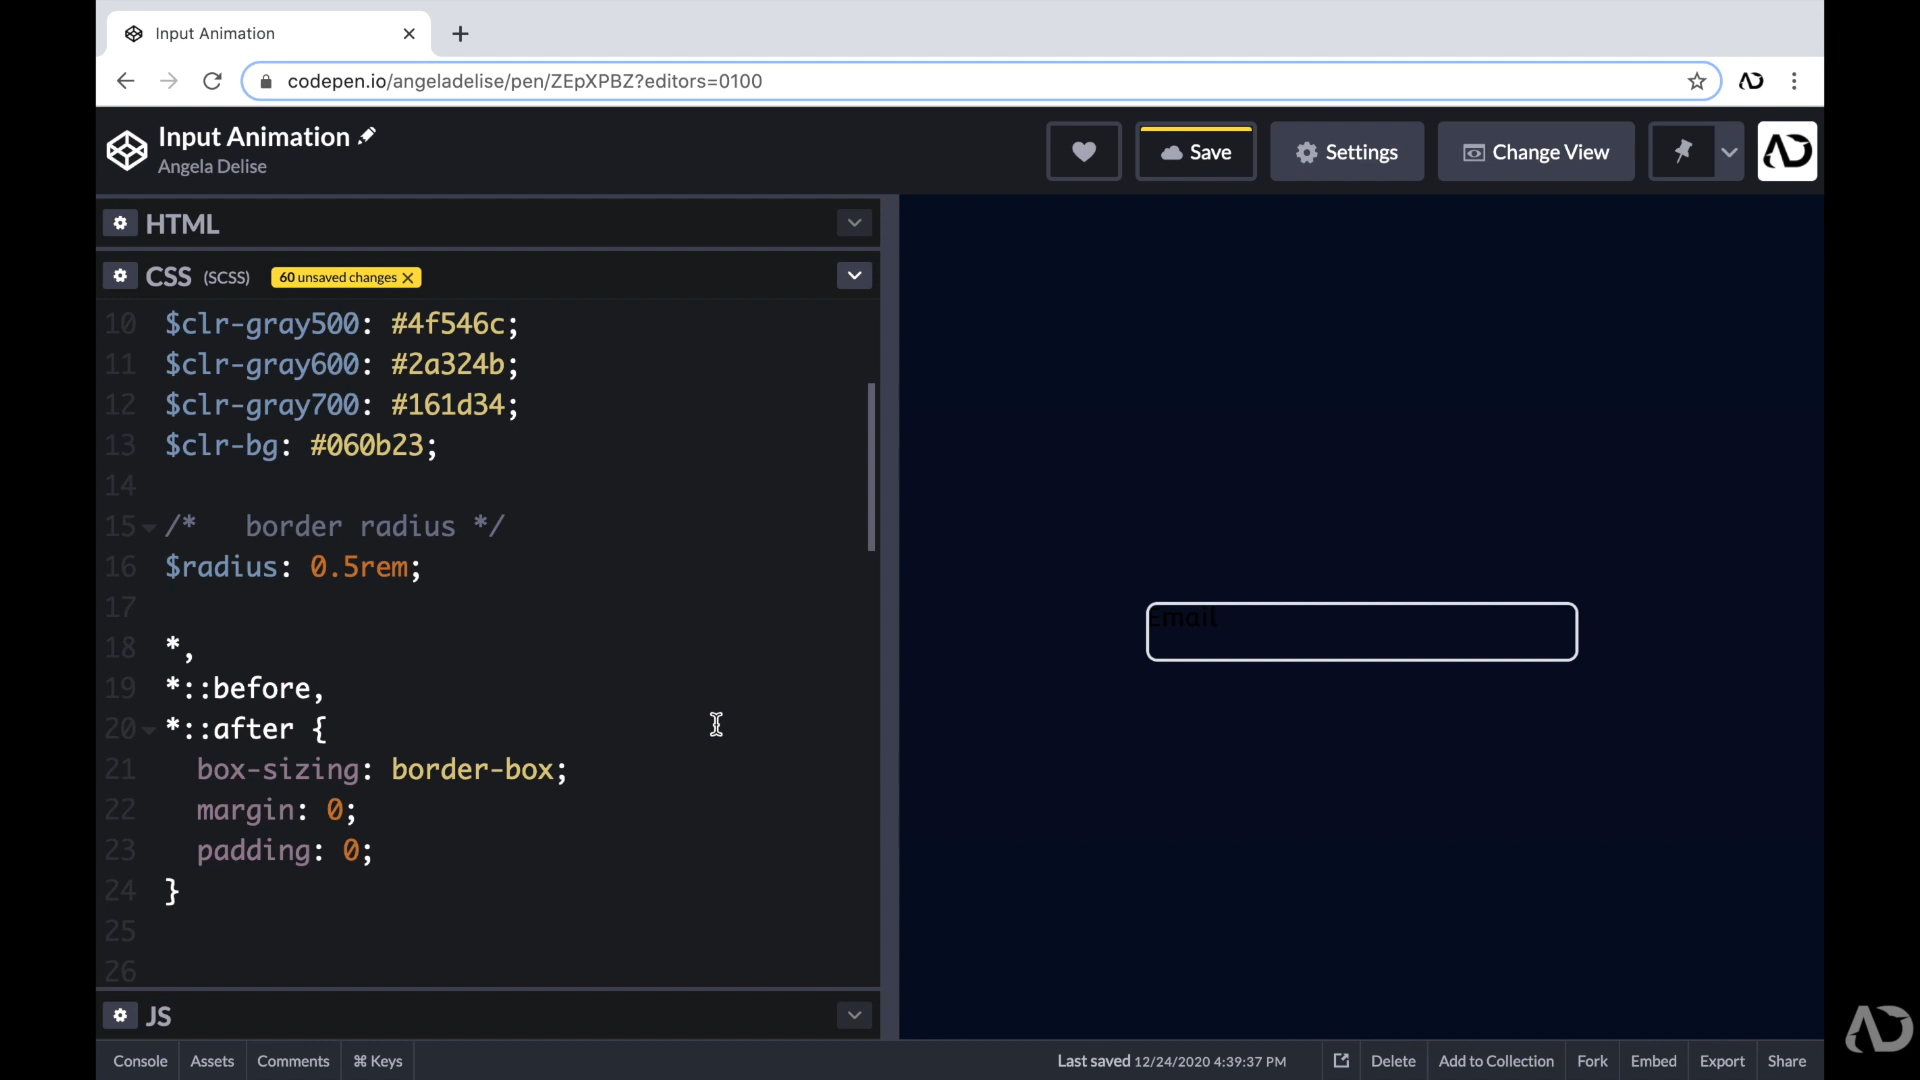 Input Animation
codepen.io/angeladelise/pen/ZEpXPBZ?editors=0100
Input Animation
Angela Delise
Save
Settings
Change View
HTML
CSS (SCSS) 60 unsaved changes
10 $clr-gray500: #4f546c;
11 $clr-gray600: #2a324b;
12 $clr-gray700: #161d34;
13 $clr-bg: #060b23;
14
15 /*   border radius */
16 $radius: 0.5rem;
17
18 *,
19 *::before,
20 *::after {
21 box-sizing: border-box;
22 margin: 0;
23 padding: 0;
24 }
25
26
Email
JS
Console
Assets
Comments
⌘ Keys
Last saved 12/24/2020 4:39:37 PM
Delete
Add to Collection
Fork
Embed
Export
Share